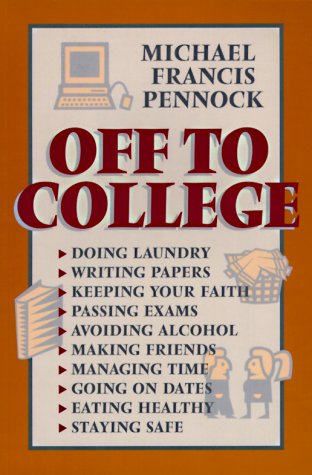 MICHAEL
FRANCIS
PENNOCK
OFF TO
COLLEGE
▸ DOING LAUNDRY
▸ WRITING PAPERS
▸ KEEPING YOUR FAITH
▸ PASSING EXAMS
▸ AVOIDING ALCOHOL
▸ MAKING FRIENDS
▸ MANAGING TIME
▸ GOING ON DATES
▸ EATING HEALTHY
▸ STAYING SAFE